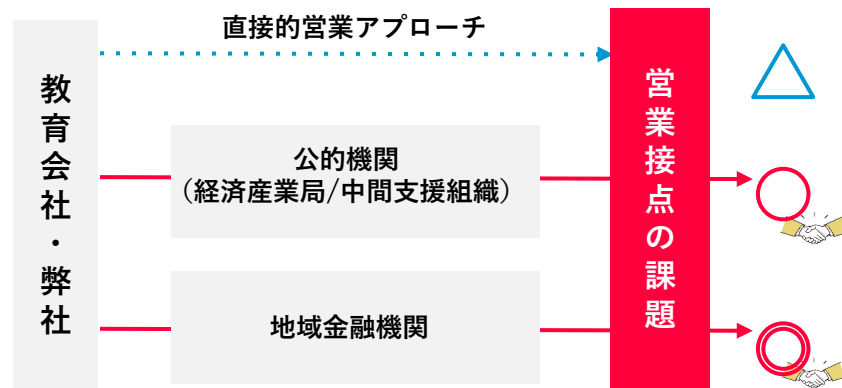 直接的営業アプローチ
教育会社・弊社
公的機関
（経済産業局/中間支援組織）
地域金融機関
営業接点の課題